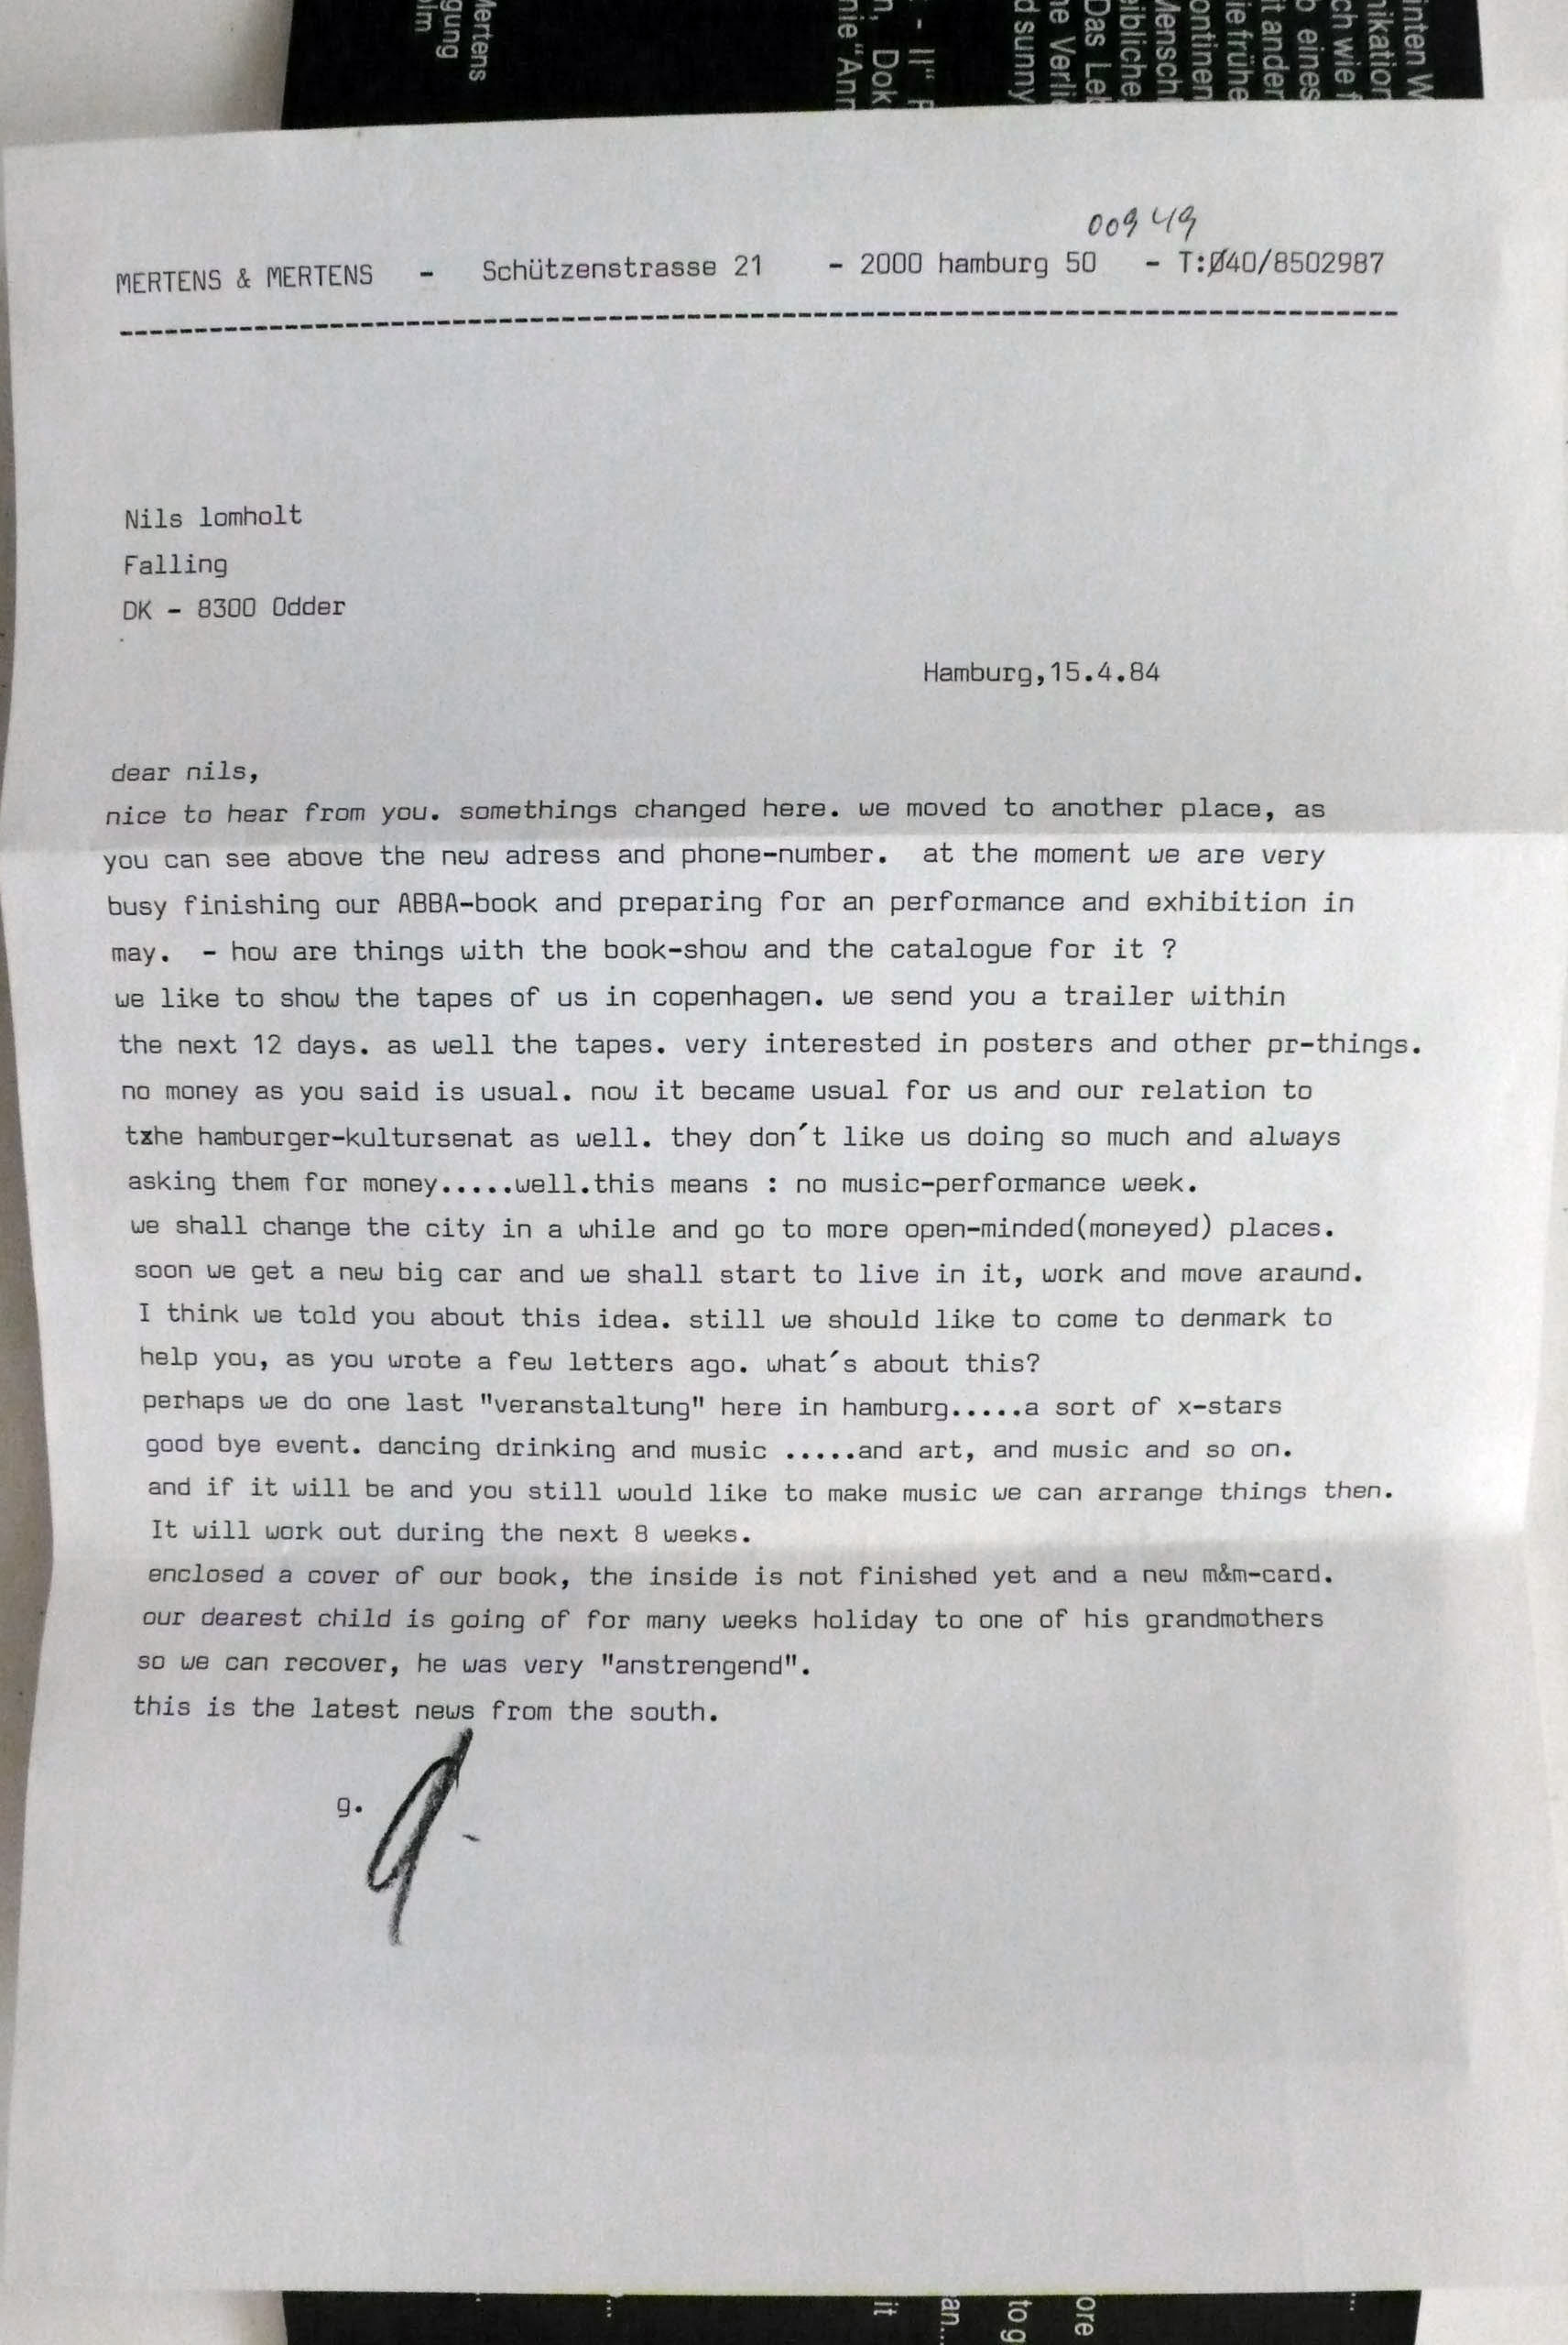 00949
MERTENS & MERTENS - Schützenstrasse 21 - 2000 hamburg 50 - T:Ø40/8502987
Nils lomholt
Falling
DK - 8300 Odder
Hamburg,15.4.84
dear nils,
nice to hear from you. somethings changed here. we moved to another place, as
you can see above the new adress and phone-number. at the moment we are very
busy finishing our ABBA-book and preparing for an performance and exhibition in
may. - how are things with the book-show and the catalogue for it ?
we like to show the tapes of us in copenhagen. we send you a trailer within
the next 12 days. as well the tapes. very interested in posters and other pr-things.
no money as you said is usual. now it became usual for us and our relation to
txhe hamburger-kultursenat as well. they don´t like us doing so much and always
asking them for money.....well.this means : no music-performance week.
we shall change the city in a while and go to more open-minded(moneyed) places.
soon we get a new big car and we shall start to live in it, work and move araund.
I think we told you about this idea. still we should like to come to denmark to
help you, as you wrote a few letters ago. what´s about this?
perhaps we do one last "veranstaltung" here in hamburg.....a sort of x-stars
good bye event. dancing drinking and music .....and art, and music and so on.
and if it will be and you still would like to make music we can arrange things then.
It will work out during the next 8 weeks.
enclosed a cover of our book, the inside is not finished yet and a new m&m-card.
our dearest child is going of for many weeks holiday to one of his grandmothers
so we can recover, he was very "anstrengend".
this is the latest news from the south.
g.